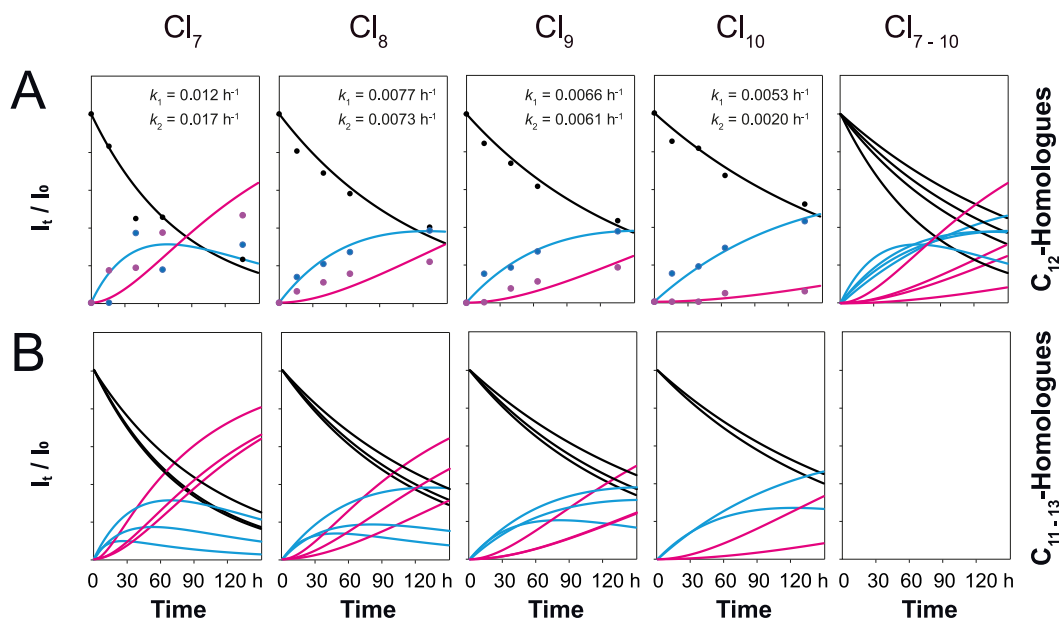 Cl7 Cl8 Cl9 Cl10 Cl7 - 10
A
k1 = 0.012 h-1
k2 = 0.017 h-1
k1 = 0.0077 h-1
k2 = 0.0073 h-1
k1 = 0.0066 h-1
k2 = 0.0061 h-1
k1 = 0.0053 h-1
k2 = 0.0020 h-1
It / I0
C12-Homologues
B
It / I0
C11 - 13-Homologues
0 30 60 90 120 h 0 30 60 90 120 h 0 30 60 90 120 h 0 30 60 90 120 h 0 30 60 90 120 h
Time Time Time Time Time